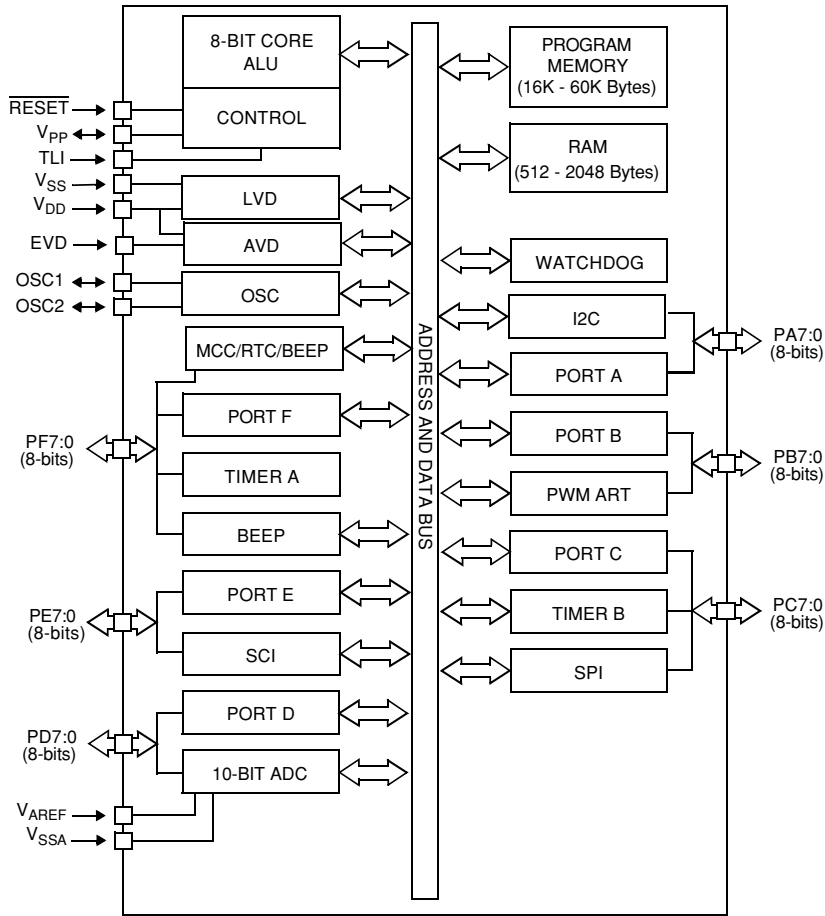 8-BIT CORE
ALU
CONTROL
RESET
VPP
TLI
VSS
VDD
EVD
OSC1
OSC2
LVD
AVD
OSC
MCC/RTC/BEEP
PORT F
TIMER A
BEEP
PF7:0
(8-bits)
PORT E
SCI
PE7:0
(8-bits)
PORT D
10-BIT ADC
PD7:0
(8-bits)
VAREF
VSSA
ADDRESS AND DATA BUS
PROGRAM
MEMORY
(16K - 60K Bytes)
RAM
(512 - 2048 Bytes)
WATCHDOG
I2C
PORT A
PA7:0
(8-bits)
PORT B
PWM ART
PB7:0
(8-bits)
PORT C
TIMER B
SPI
PC7:0
(8-bits)